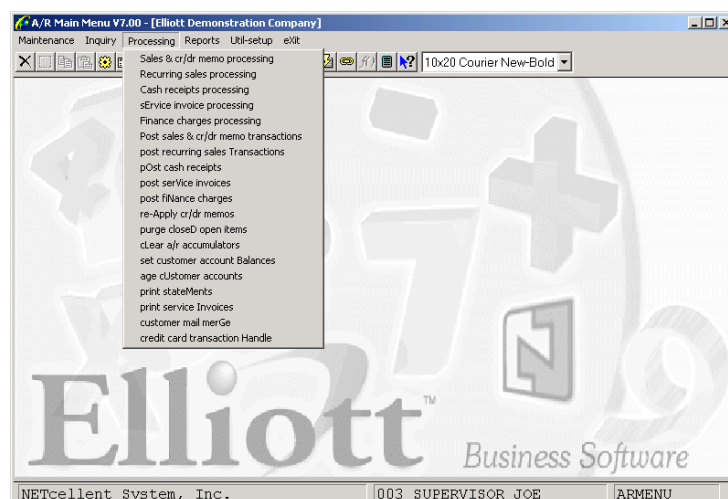 A/R Main Menu V7.00 - [Elliott Demonstration Company]
Maintenance Inquiry Processing Reports Util-setup eXit
10x20 Courier New-Bold
Sales & cr/dr memo processing
Recurring sales processing
Cash receipts processing
sErvice invoice processing
Finance charges processing
Post sales & cr/dr memo transactions
post recurring sales Transactions
pOst cash receipts
post serVice invoices
post fiNance charges
re-Apply cr/dr memos
purge closeD open items
cLear a/r accumulators
set customer account Balances
age cUstomer accounts
print stateMents
print service Invoices
customer mail merGe
credit card transaction Handle
Elliott™
Business Software
NETcellent System, Inc. 003 SUPERVISOR JOE ARMENU